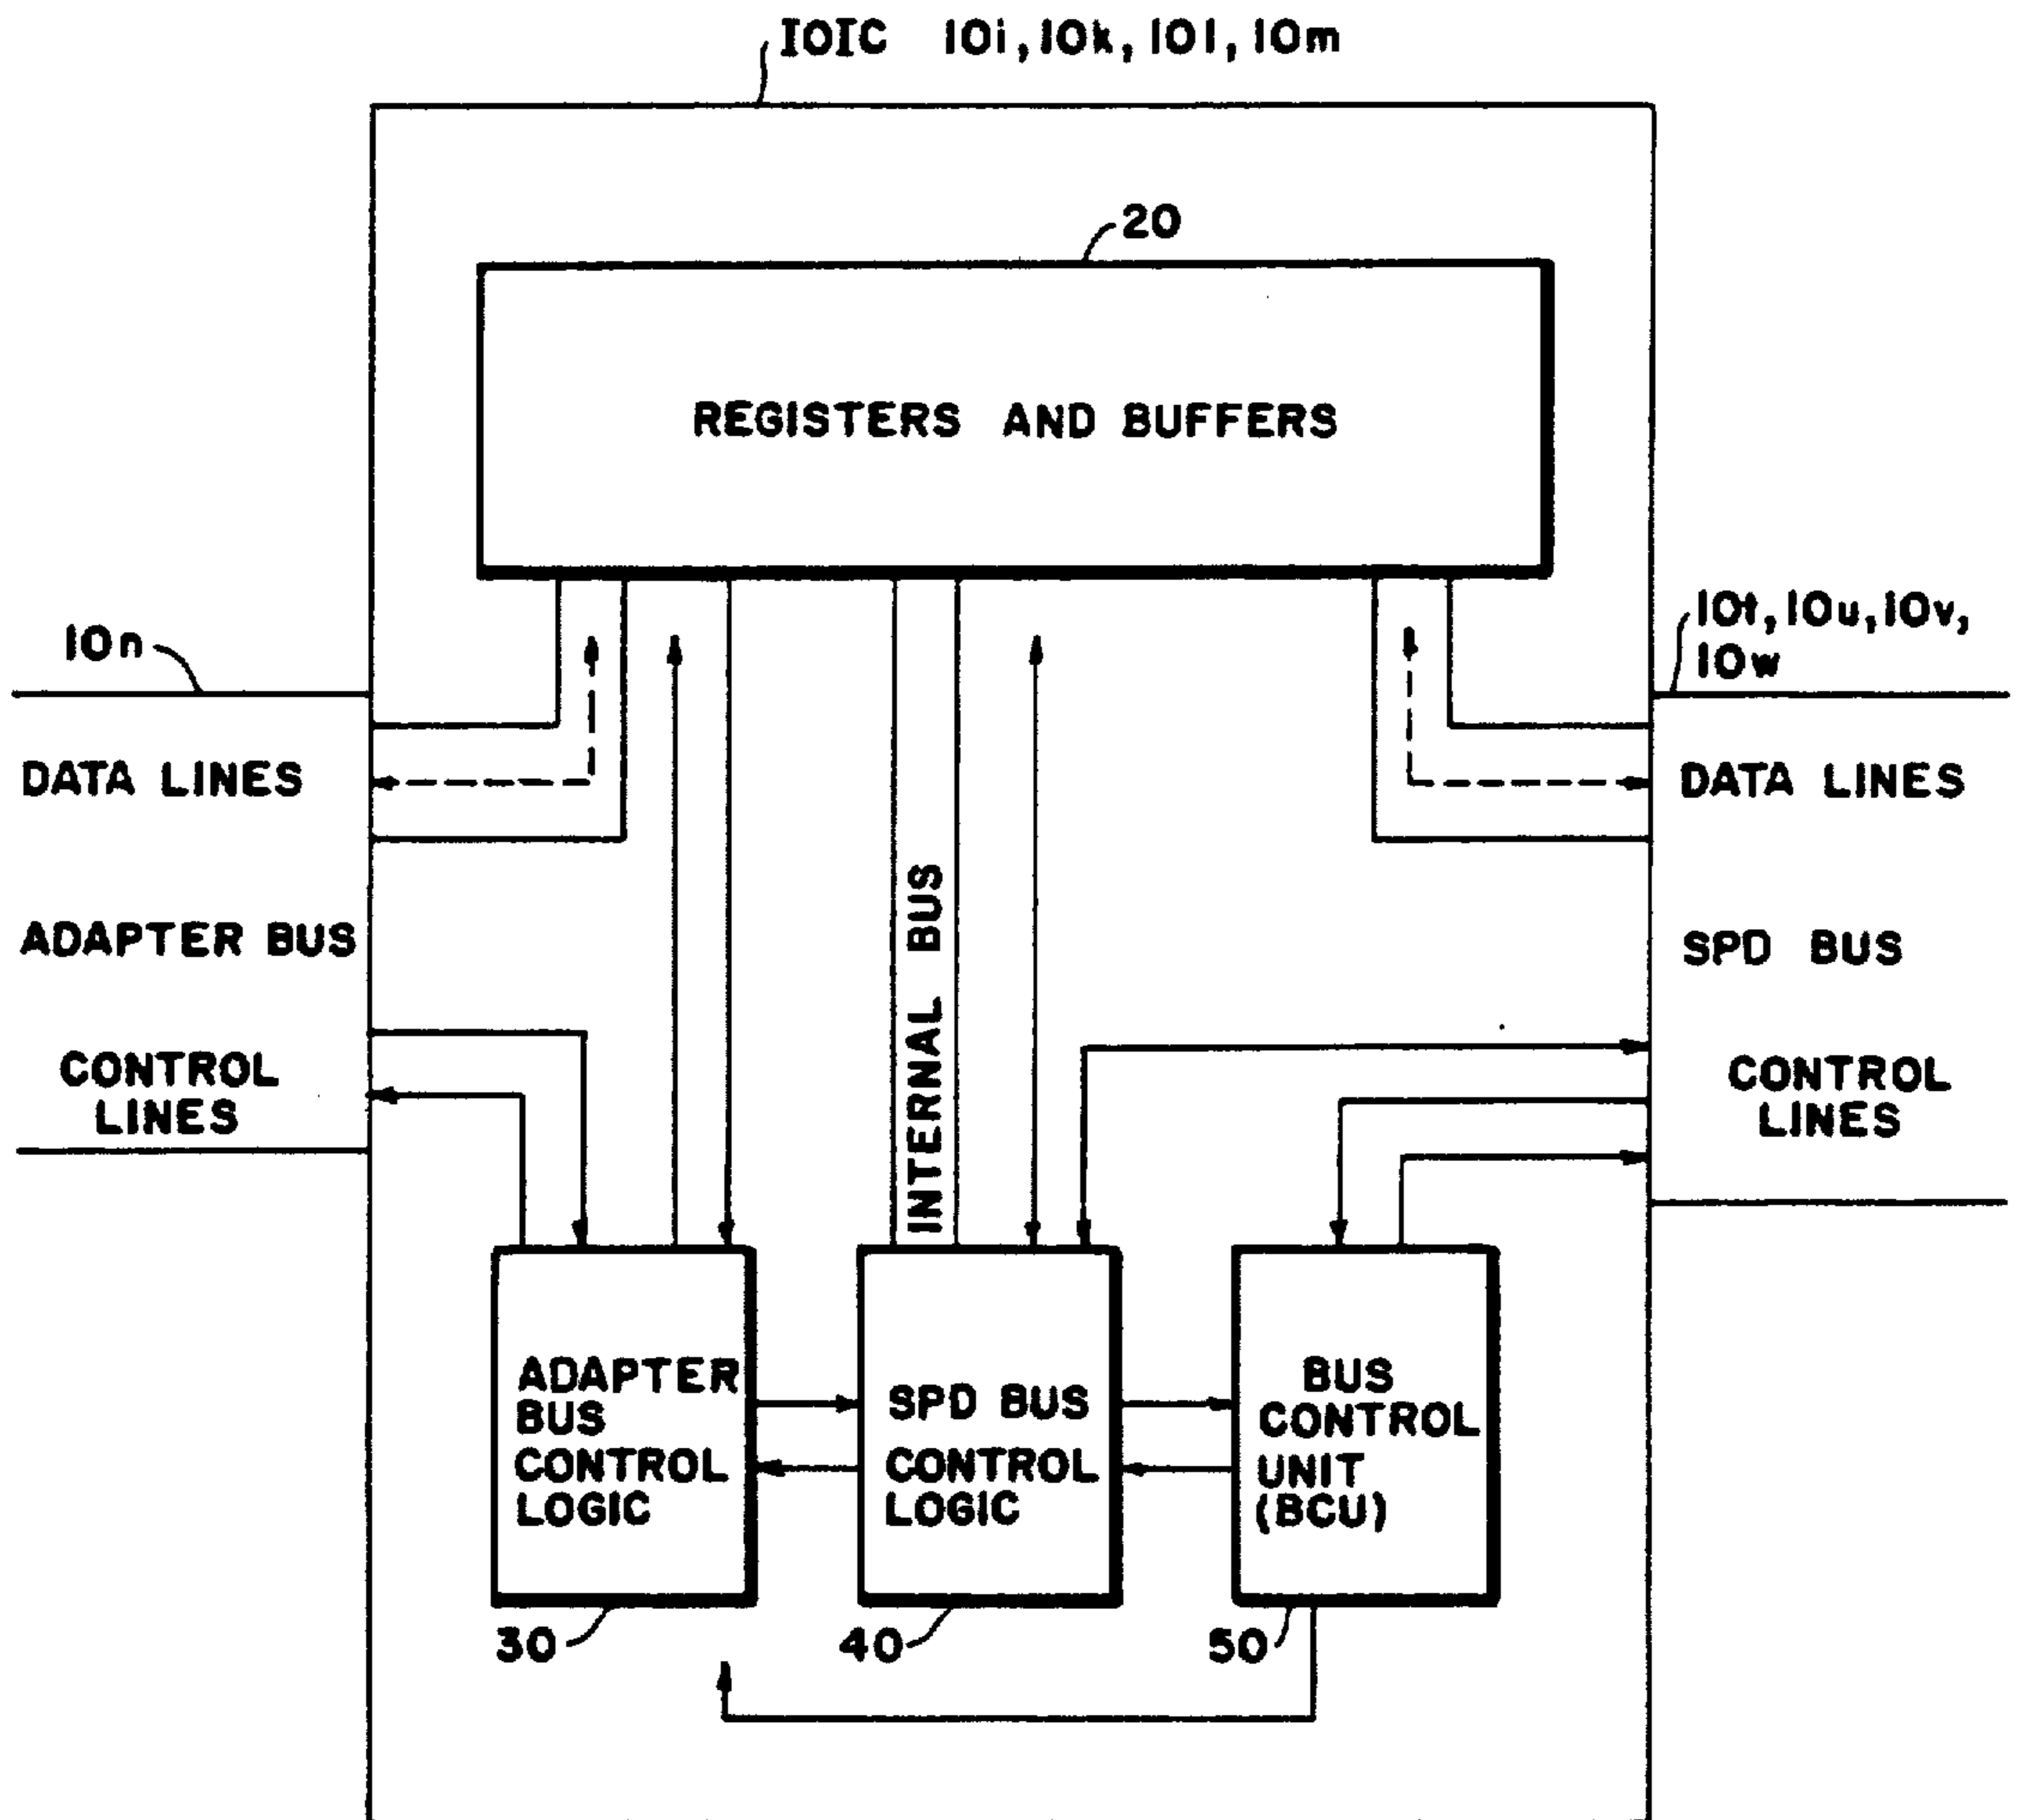 IOIC 10i, 10k, 10l, 10m
20
REGISTERS AND BUFFERS
10n
10t, 10u, 10v,
10w
DATA LINES
DATA LINES
ADAPTER BUS
INTERNAL BUS
SPD BUS
CONTROL
LINES
CONTROL
LINES
ADAPTER
BUS
CONTROL
LOGIC
SPD BUS
CONTROL
LOGIC
BUS
CONTROL
UNIT
(BCU)
30
40
50